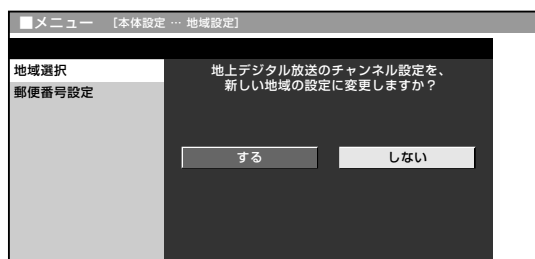 ■メニュー [本体設定 … 地域設定]
地域選択
郵便番号設定
地上デジタル放送のチャンネル設定を、
新しい地域の設定に変更しますか？
する
しない